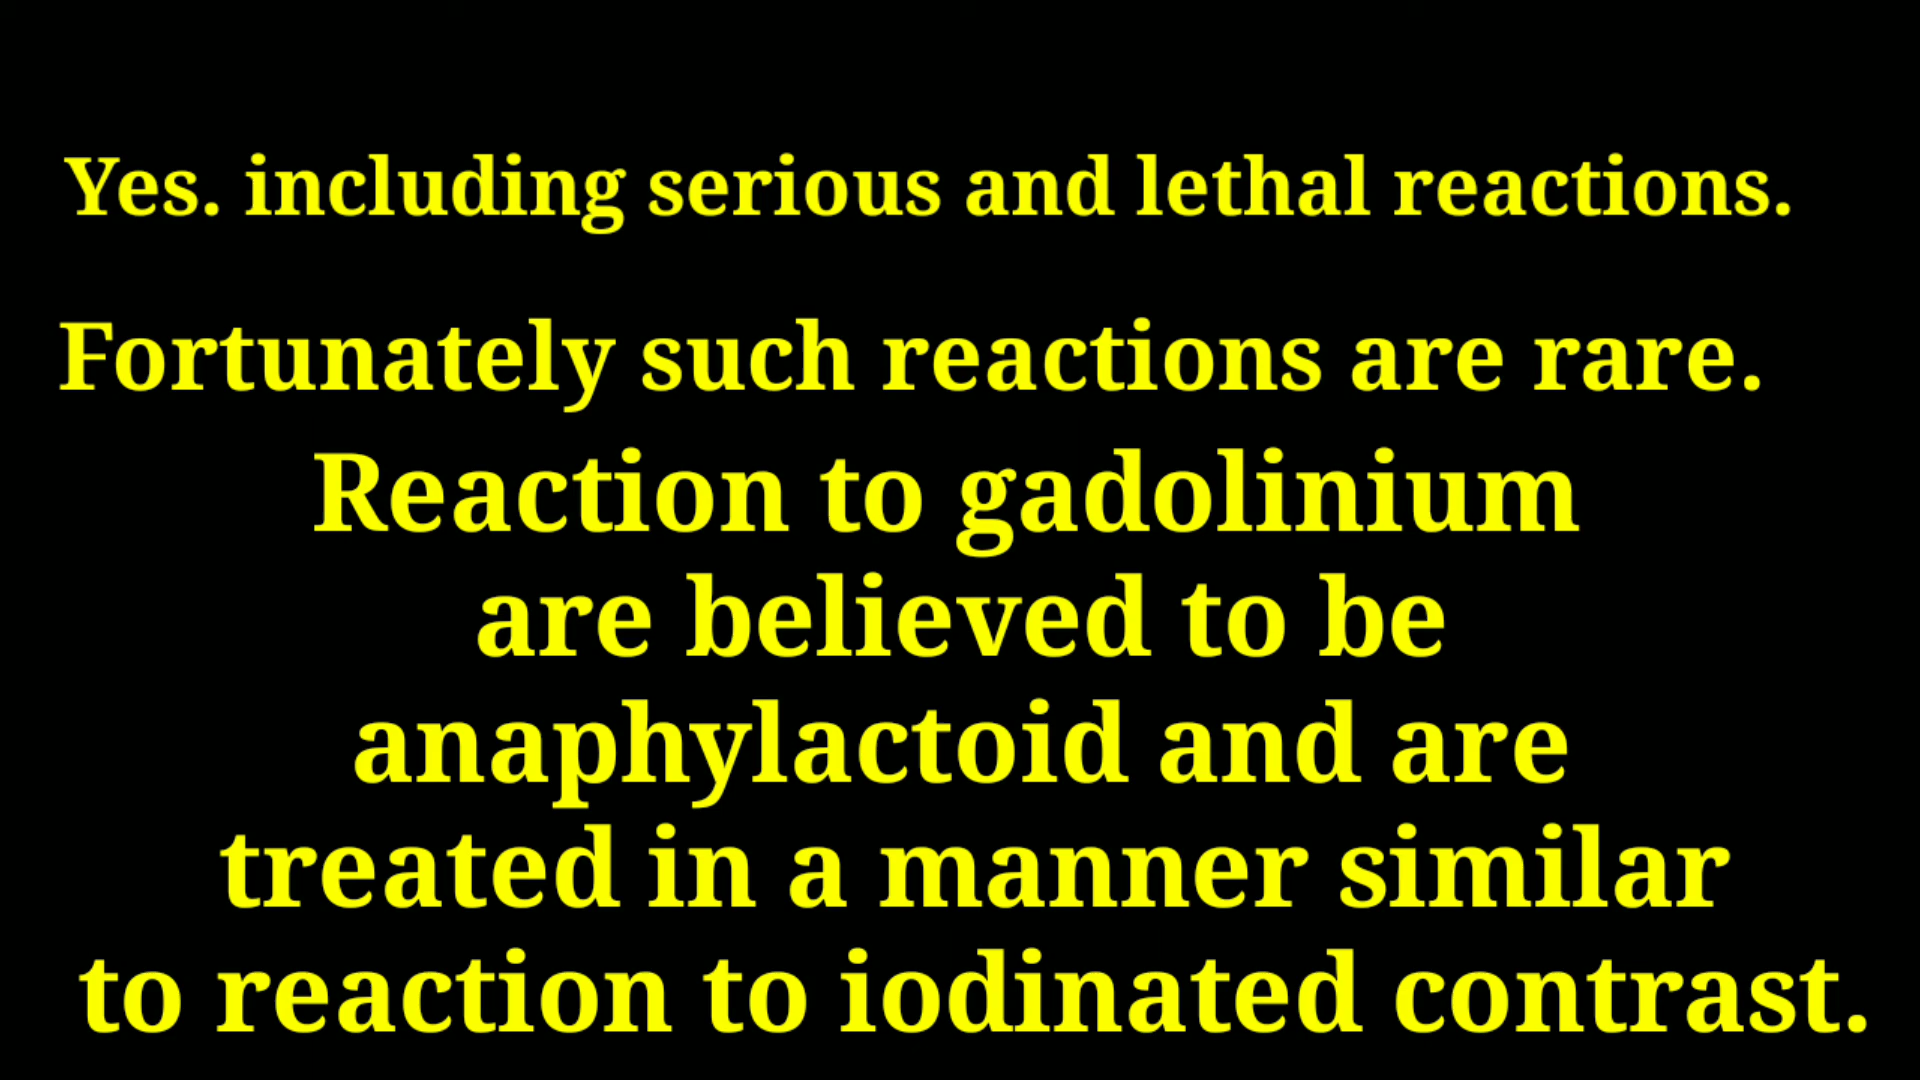 Yes. including serious and lethal reactions.
Fortunately such reactions are rare.
Reaction to gadolinium
are believed to be
anaphylactoid and are
treated in a manner similar
to reaction to iodinated contrast.